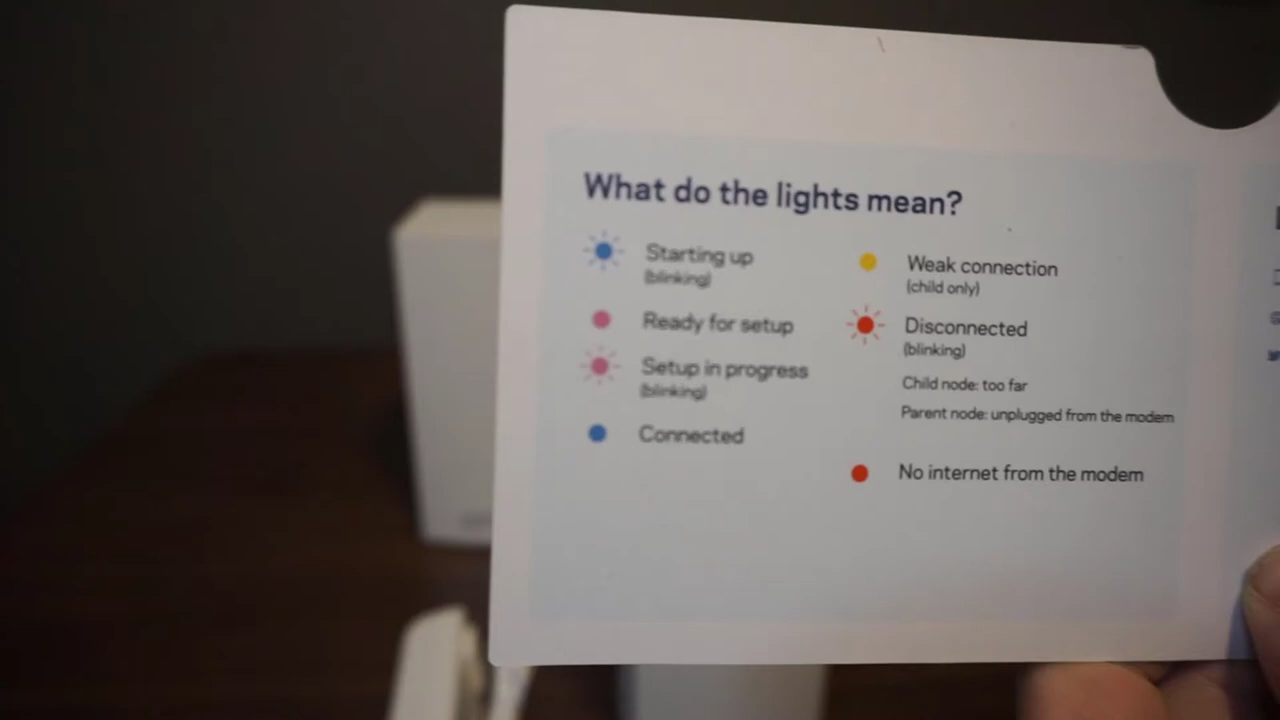 What do the lights mean?
Starting up
(blinking)
Ready for setup
Setup in progress
(blinking)
Connected
Weak connection
(child only)
Disconnected
(blinking)
Child node: too far
Parent node: unplugged from the modem
No internet from the modem